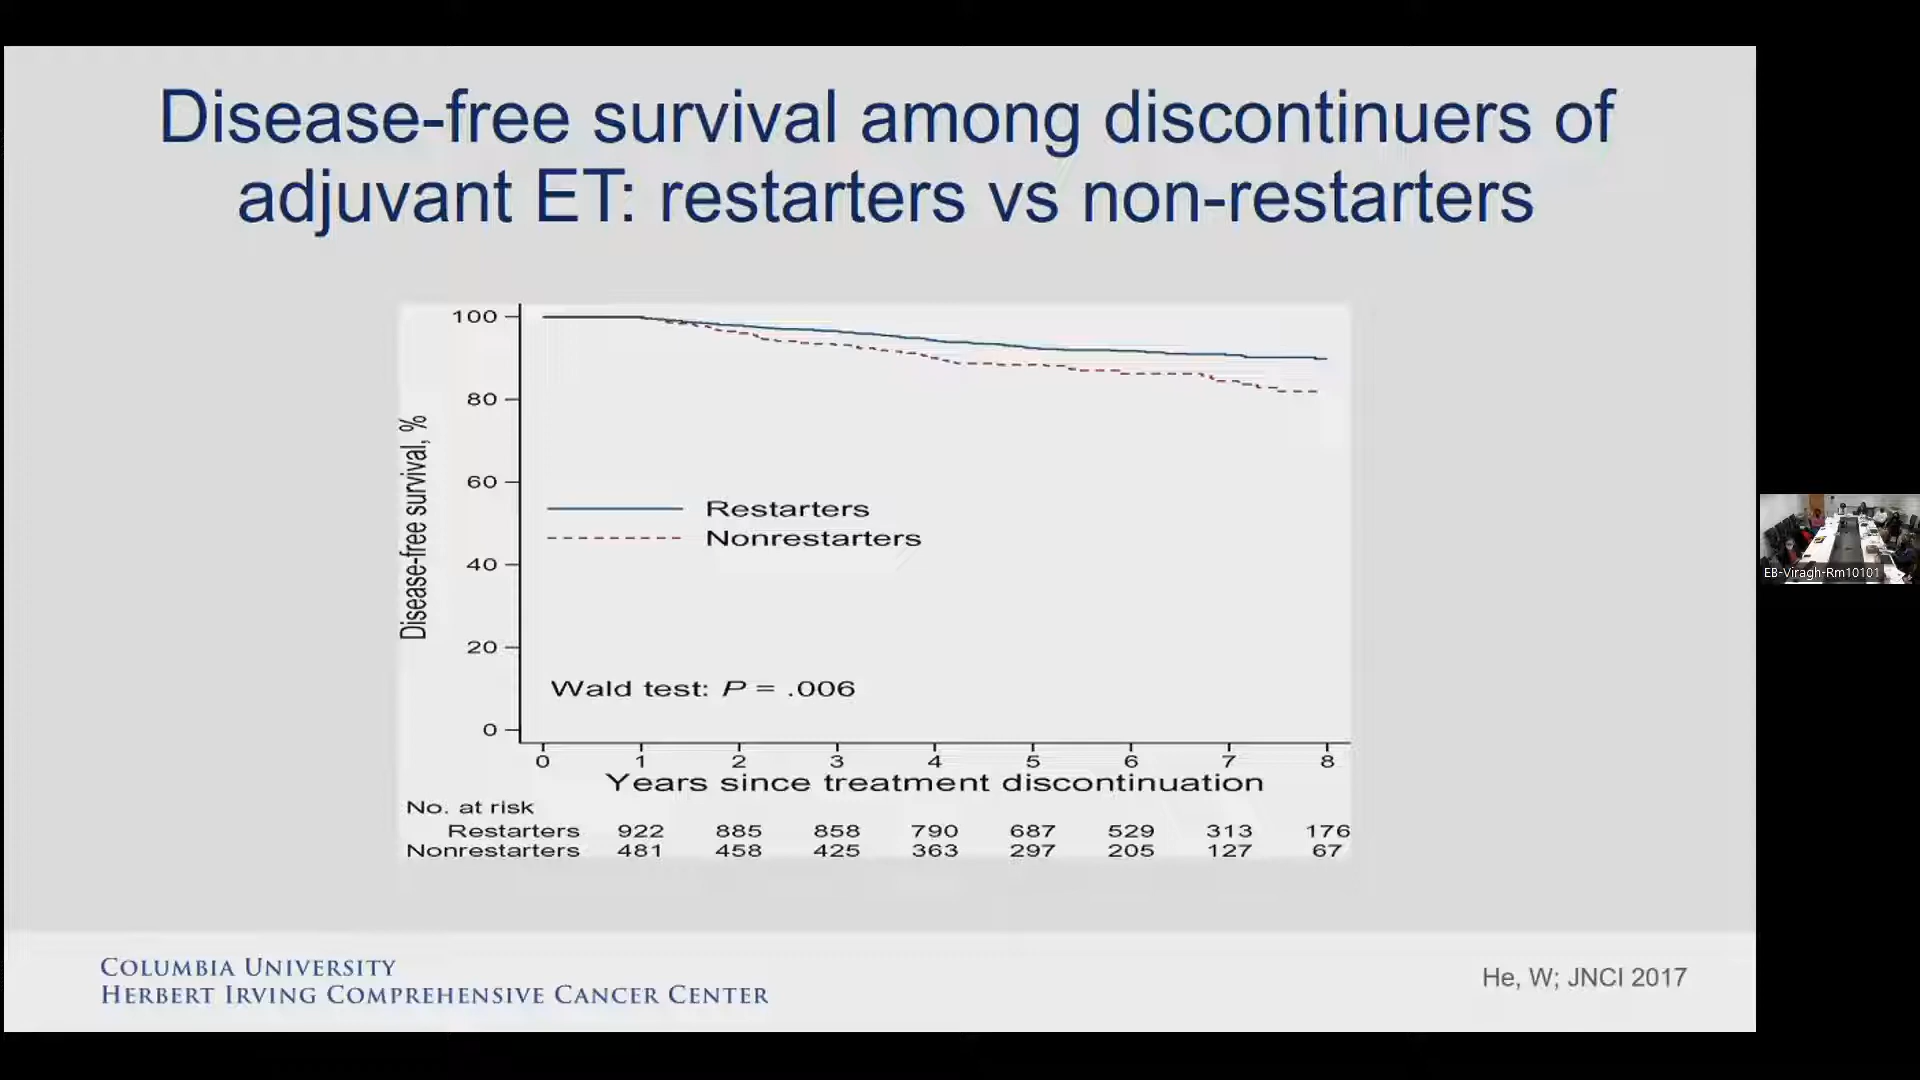 Disease-free survival among discontinuers of
adjuvant ET: restarters vs non-restarters
100
80
60
40
20
0
Disease-free survival, %
Restarters
Nonrestarters
Wald test: P = .006
0 1 2 3 4 5 6 7 8
Years since treatment discontinuation
No. at risk
Restarters 922 885 858 790 687 529 313 176
Nonrestarters 481 458 425 363 297 205 127 67
COLUMBIA UNIVERSITY
HERBERT IRVING COMPREHENSIVE CANCER CENTER
He, W; JNCI 2017
EB-Viragh-Rm10101